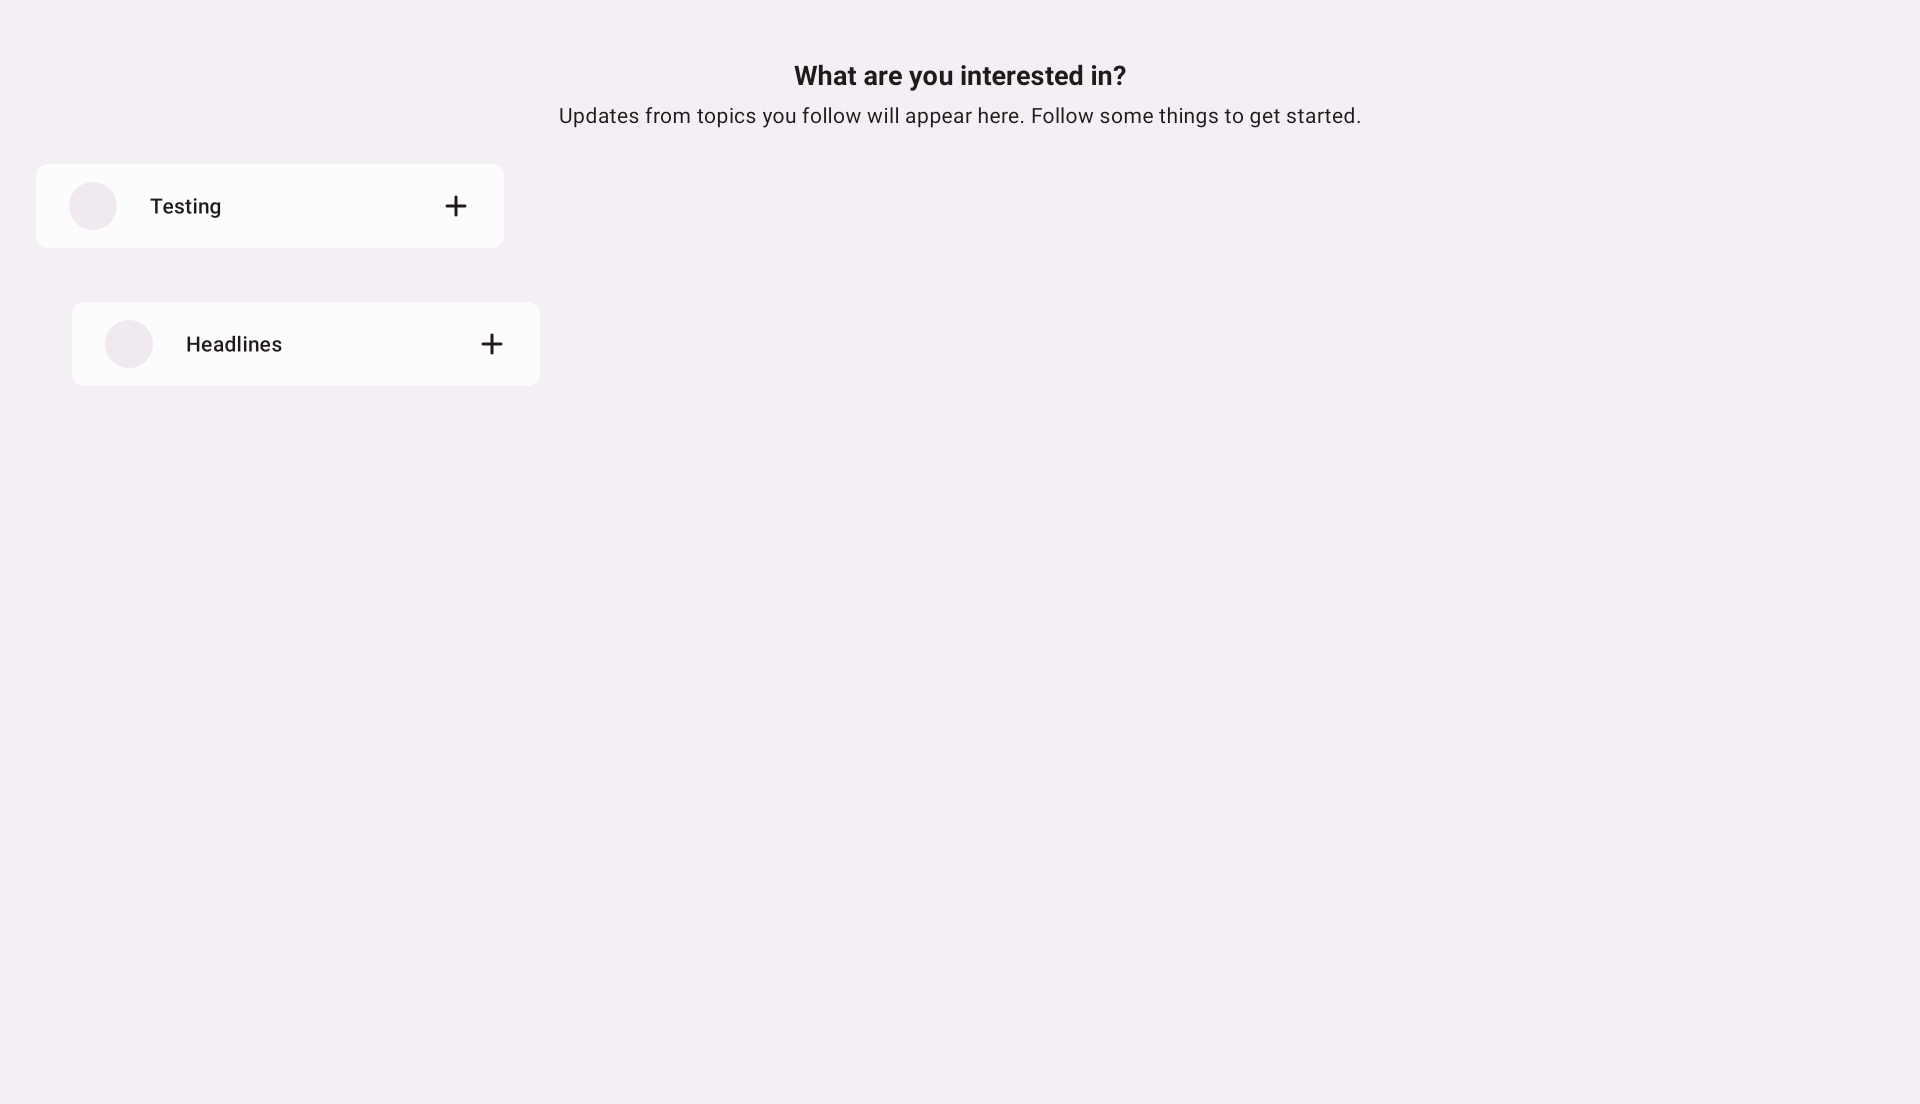 What are you interested in?
Updates from topics you follow will appear here. Follow some things to get started.
Testing
Headlines